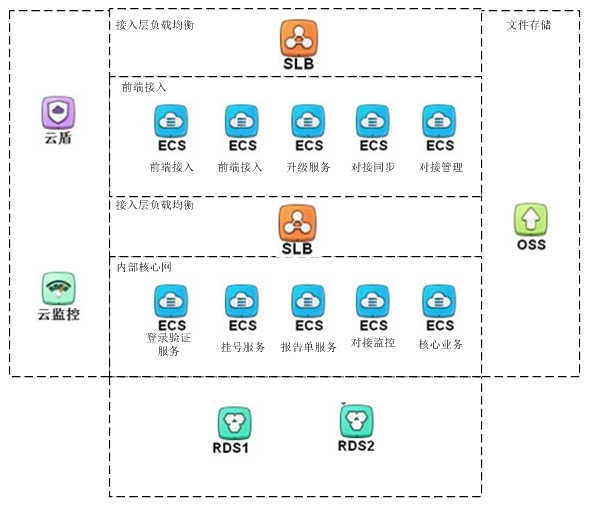 接入层负载均衡
文件存储
SLB
前端接入
云盾
ECS
ECS
ECS
ECS
ECS
前端接入
前端接入
升级服务
对接同步
对接管理
接入层负载均衡
SLB
OSS
内部核心网
云监控
ECS
ECS
ECS
ECS
ECS
登录验证
服务
挂号服务
报告单服务
对接监控
核心业务
RDS1
RDS2